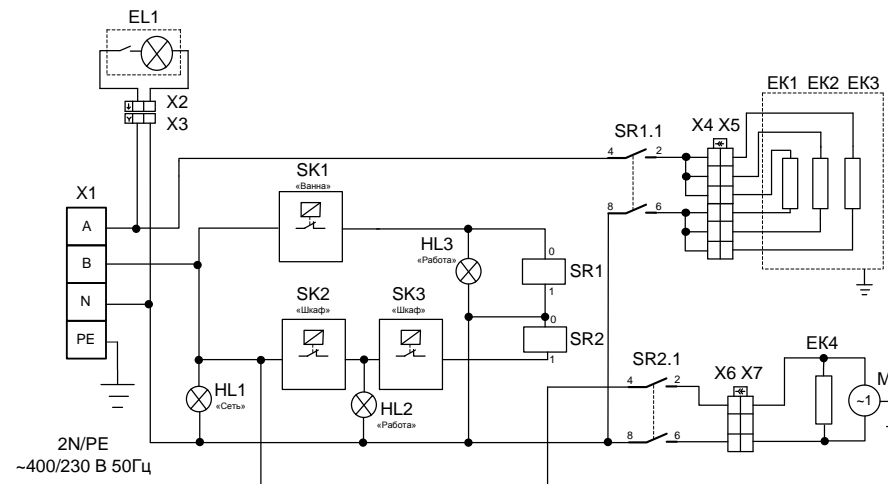 EL1
X2
X3
X1
A
B
N
PE
2N/PE
~400/230 В 50Гц
SK1
«Ванна»
HL3
«Работа»
SK2
«Шкаф»
SK3
«Шкаф»
HL1
«Сеть»
HL2
«Работа»
0
SR1
1
0
SR2
1
SR1.1
4 2
8 6
X4 X5
EK1 EK2 EK3
SR2.1
4 2
8 6
X6 X7
EK4
~1
M